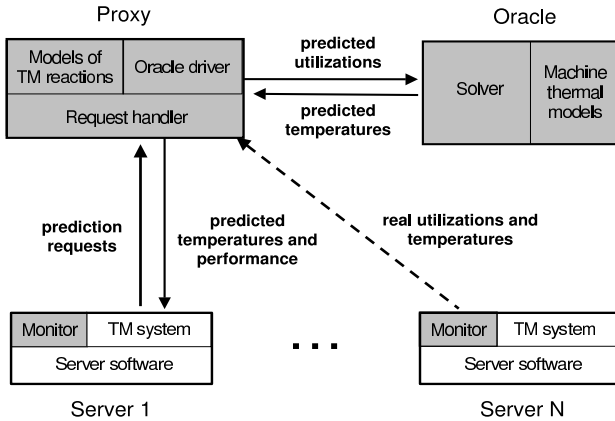 Proxy
Oracle
Models of
TM reactions
Oracle driver
Request handler
predicted
utilizations
predicted
temperatures
Solver
Machine
thermal
models
prediction
requests
predicted
temperatures and
performance
real utilizations and
temperatures
Monitor
TM system
Server software
...
Monitor
TM system
Server software
Server 1
Server N